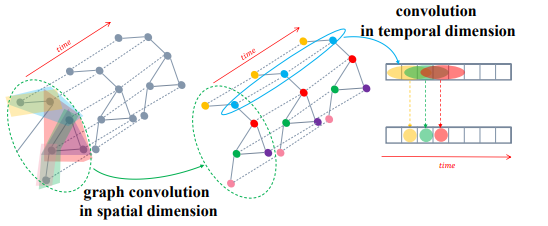 convolution
in temporal dimension
time
time
graph convolution
in spatial dimension
time